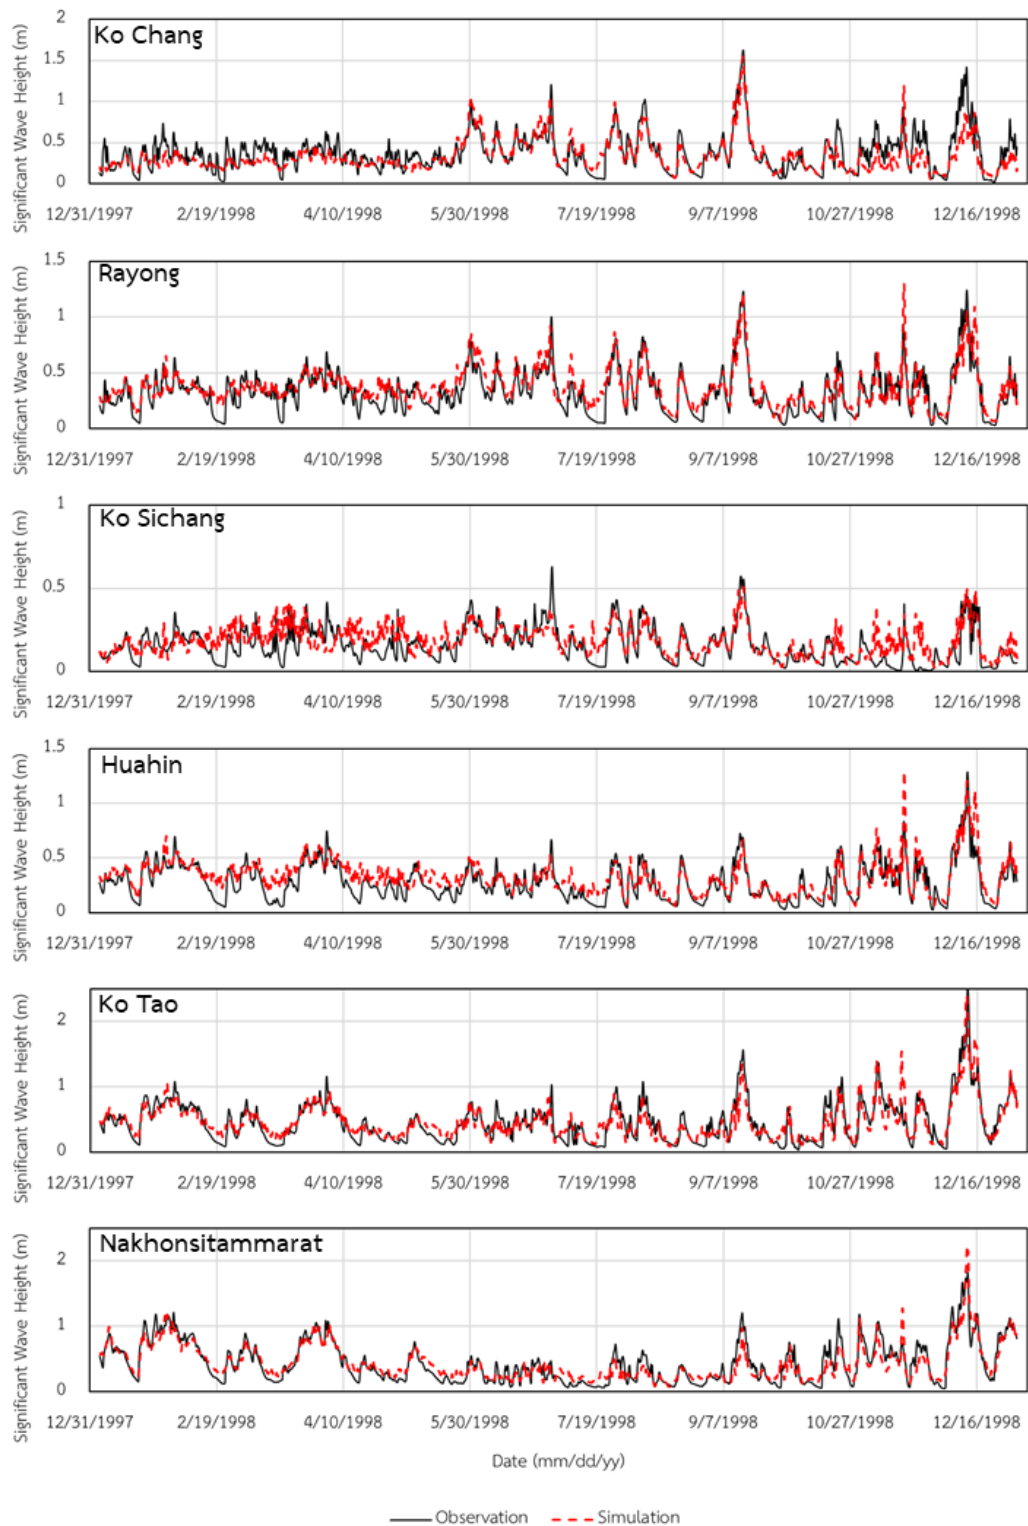 Ko Chang
Significant Wave Height (m)
2
1.5
1
0.5
0
12/31/1997 2/19/1998 4/10/1998 5/30/1998 7/19/1998 9/7/1998 10/27/1998 12/16/1998
Rayong
Significant Wave Height (m)
1.5
1
0.5
0
12/31/1997 2/19/1998 4/10/1998 5/30/1998 7/19/1998 9/7/1998 10/27/1998 12/16/1998
Ko Sichang
Significant Wave Height (m)
1
0.5
0
12/31/1997 2/19/1998 4/10/1998 5/30/1998 7/19/1998 9/7/1998 10/27/1998 12/16/1998
Huahin
Significant Wave Height (m)
1.5
1
0.5
0
12/31/1997 2/19/1998 4/10/1998 5/30/1998 7/19/1998 9/7/1998 10/27/1998 12/16/1998
Ko Tao
Significant Wave Height (m)
2
1
0
12/31/1997 2/19/1998 4/10/1998 5/30/1998 7/19/1998 9/7/1998 10/27/1998 12/16/1998
Nakhonsitammarat
Significant Wave Height (m)
2
1
0
12/31/1997 2/19/1998 4/10/1998 5/30/1998 7/19/1998 9/7/1998 10/27/1998 12/16/1998
Date (mm/dd/yy)
Observation Simulation